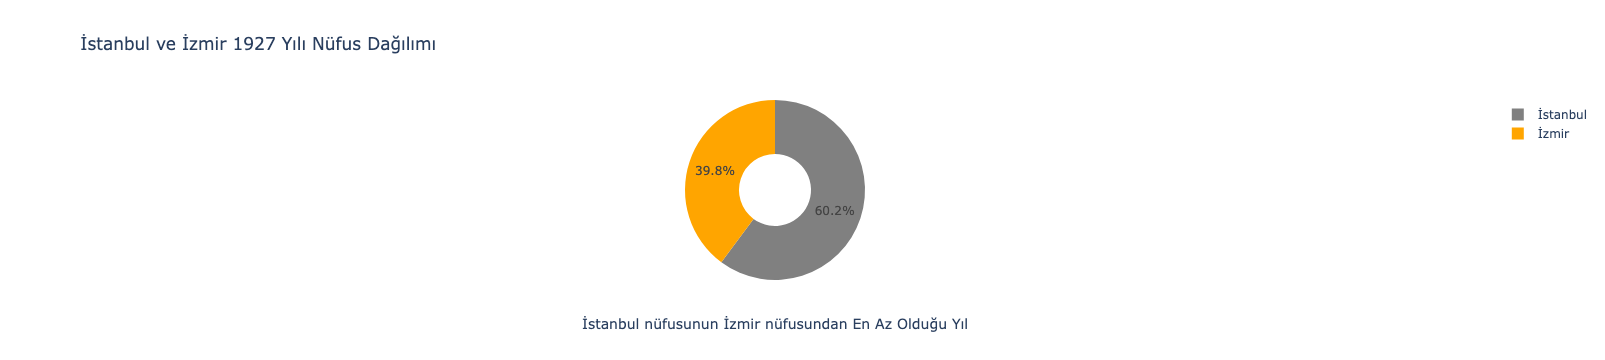 İstanbul ve İzmir 1927 Yılı Nüfus Dağılımı
İstanbul
İzmir
39.8%
60.2%
İstanbul nüfusunun İzmir nüfusundan En Az Olduğu Yıl